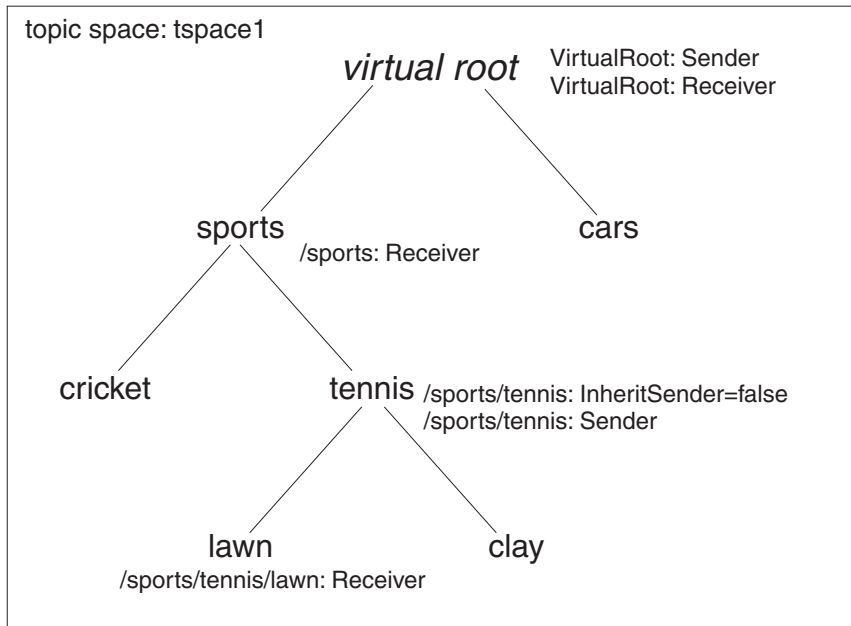 topic space: tspace1
virtual root
VirtualRoot: Sender
VirtualRoot: Receiver
sports
cars
/sports: Receiver
cricket
tennis
/sports/tennis: InheritSender=false
/sports/tennis: Sender
lawn
clay
/sports/tennis/lawn: Receiver